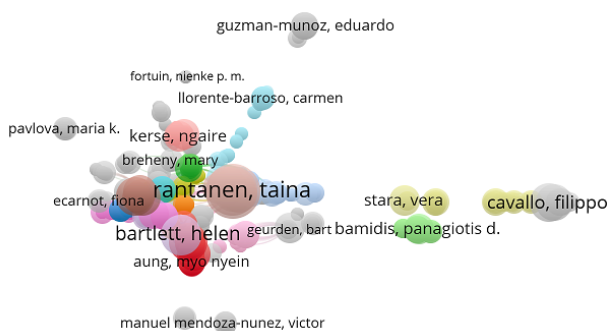 guzman-munoz, eduardo
fortuin, nienke p. m.
llorente-barroso, carmen
pavlova, maria k.
kerse, ngaire
breheny, mary
rantanen, taina
ecarnot, fiona
stara, vera
cavallo, filippo
bartlett, helen
geurden, bart
bamidis, panagiotis d.
aung, myo nyein
manuel mendoza-nunez, victor